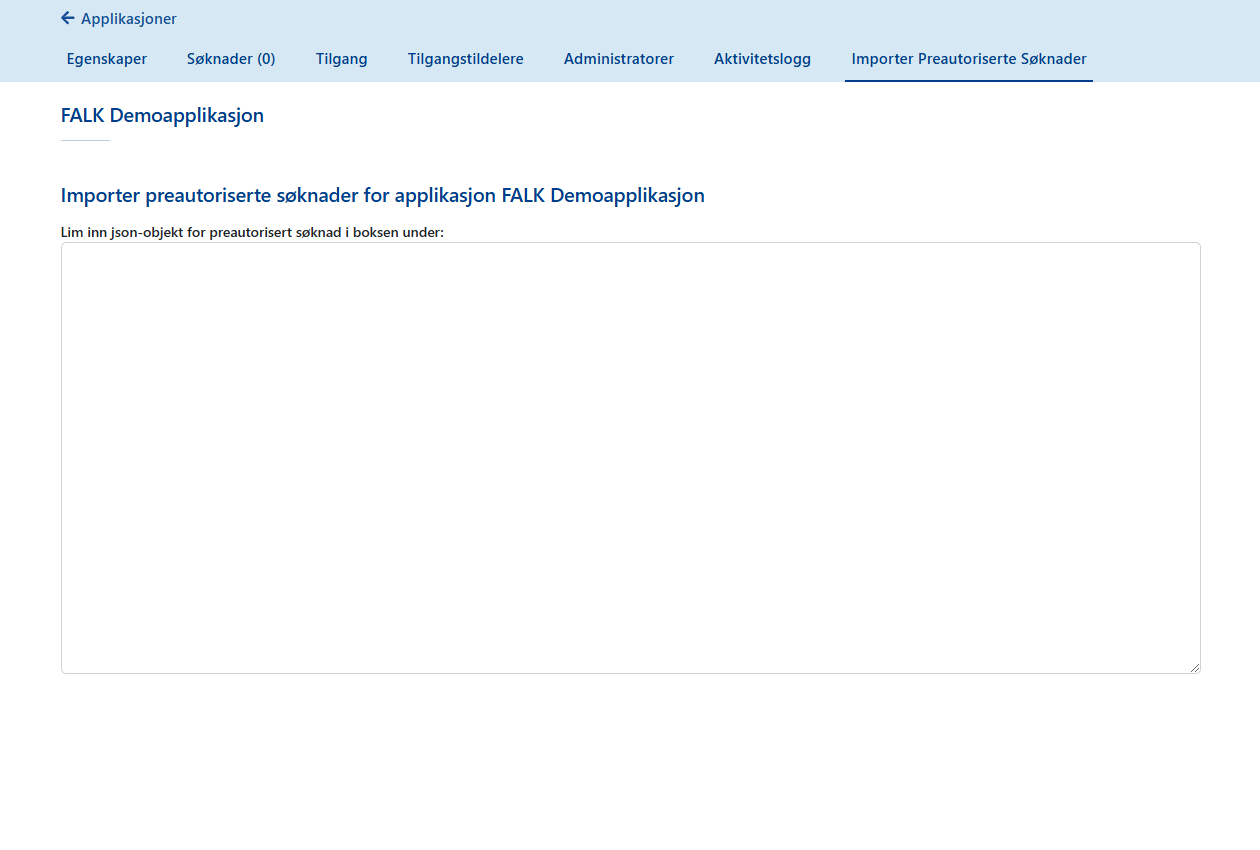 Applikasjoner
Egenskaper Søknader (0) Tilgang Tilgangstildelere Administratorer Aktivitetslogg Importer Preautoriserte Søknader
FALK Demoapplikasjon
Importer preautoriserte søknader for applikasjon FALK Demoapplikasjon
Lim inn json-objekt for preautorisert søknad i boksen under: